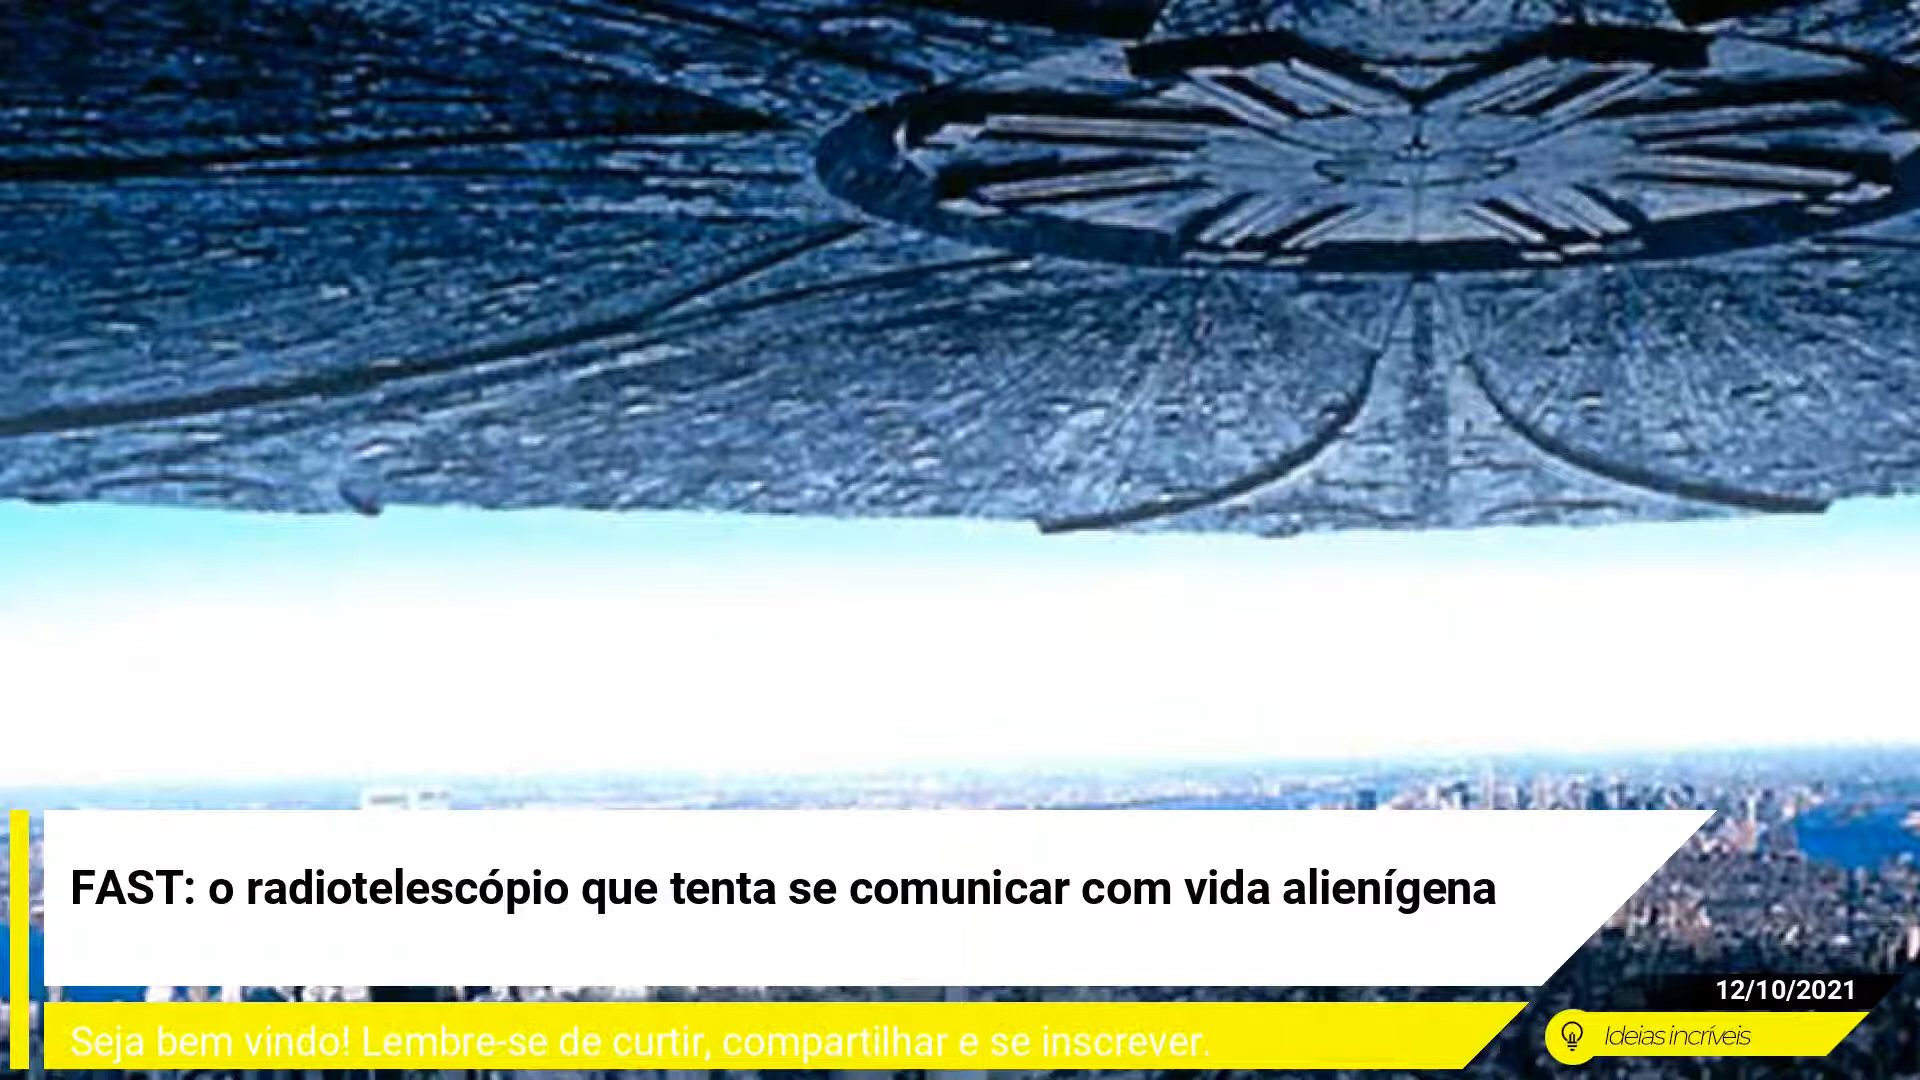 FAST: o radiotelescópio que tenta se comunicar com vida alienígena
12/10/2021
Seja bem vindo! Lembre-se de curtir, compartilhar e se inscrever.
Ideias incríveis